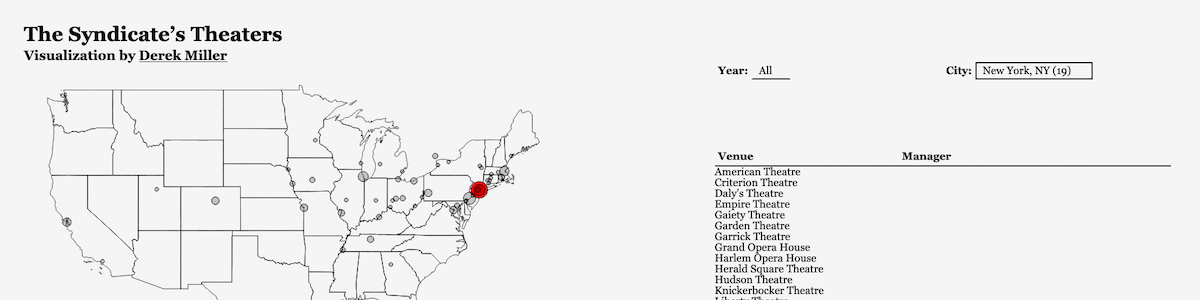 The Syndicate's Theaters
Visualization by Derek Miller
Year: All
City: New York, NY (19)
Venue Manager
American Theatre
Criterion Theatre
Daly's Theatre
Empire Theatre
Gaiety Theatre
Garden Theatre
Garrick Theatre
Grand Opera House
Harlem Opera House
Herald Square Theatre
Hudson Theatre
Knickerbocker Theatre